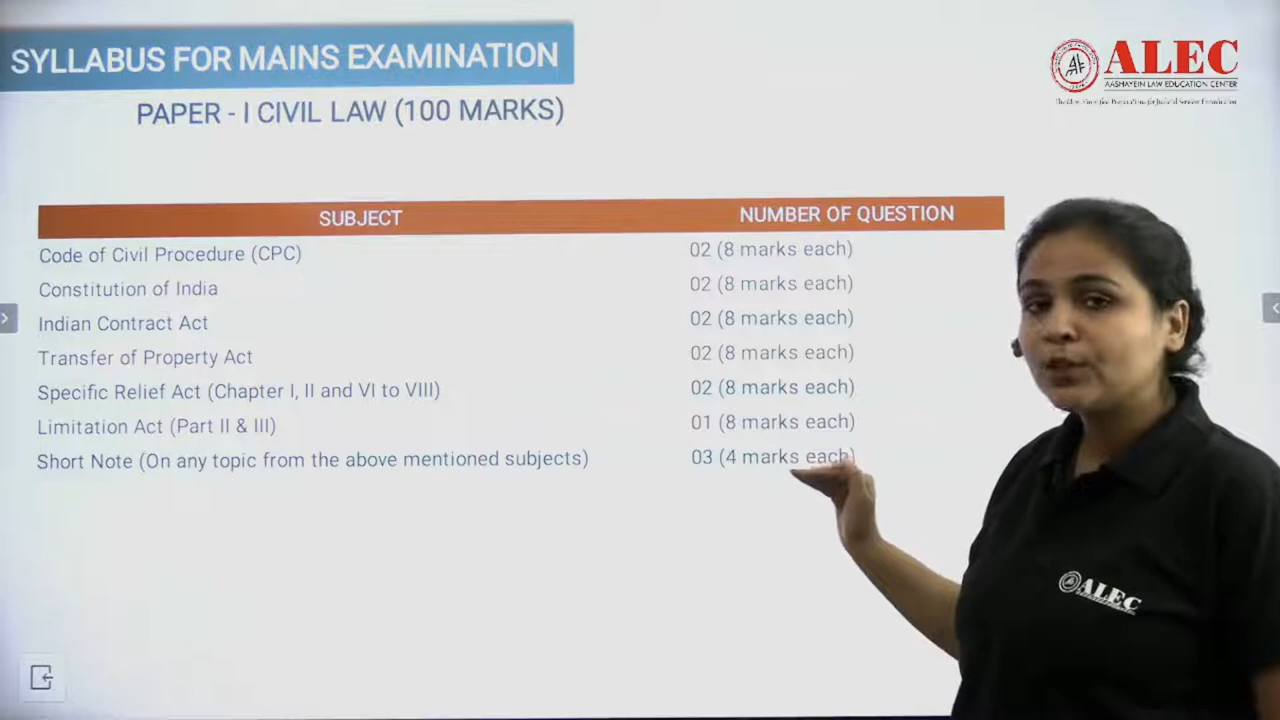 SYLLABUS FOR MAINS EXAMINATION
PAPER - I CIVIL LAW (100 MARKS)
ALEC
AASHAYEIN LAW EDUCATION CENTER
SUBJECT NUMBER OF QUESTION
Code of Civil Procedure (CPC) 02 (8 marks each)
Constitution of India 02 (8 marks each)
Indian Contract Act 02 (8 marks each)
Transfer of Property Act 02 (8 marks each)
Specific Relief Act (Chapter I, II and VI to VIII) 02 (8 marks each)
Limitation Act (Part II & III) 01 (8 marks each)
Short Note (On any topic from the above mentioned subjects) 03 (4 marks each)
ALEC